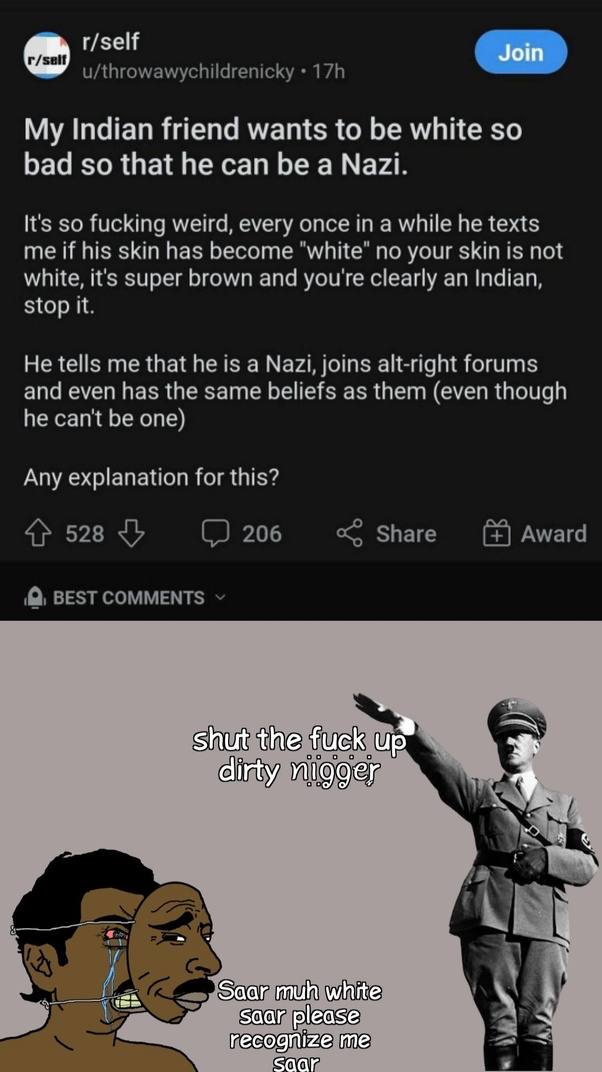 r/self
r/self
u/throwawychildrenicky • 17h
Join
My Indian friend wants to be white so
bad so that he can be a Nazi.
It's so fucking weird, every once in a while he texts
me if his skin has become "white" no your skin is not
white, it's super brown and you're clearly an Indian,
stop it.
He tells me that he is a Nazi, joins alt-right forums
and even has the same beliefs as them (even though
he can't be one)
Any explanation for this?
528
206
Share
Award
BEST COMMENTS
shut the fuck up
dirty nigger
Saar muh white
saar please
recognize me
saar